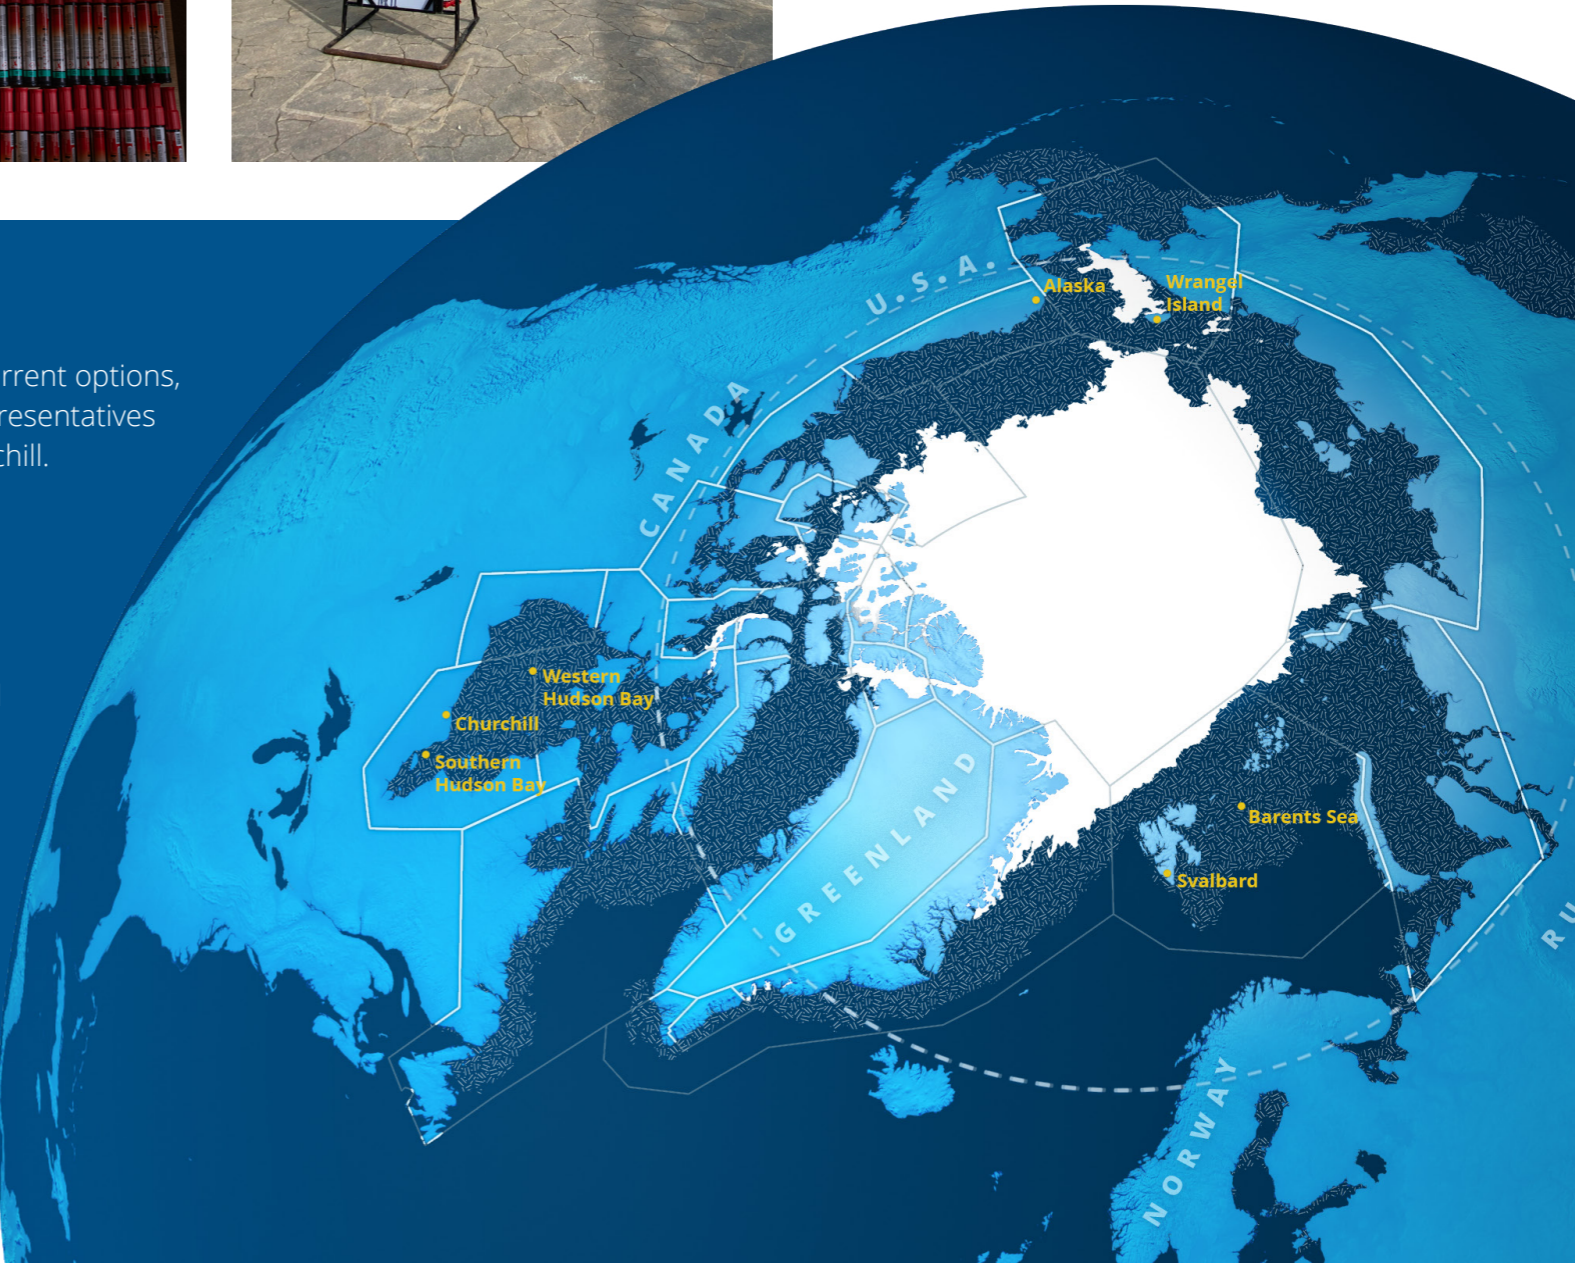 rrent options,
resentatives
hill.
U.S.A.
Alaska
Wrangel
Island
CANADA
Western
Hudson Bay
Churchill
Southern
Hudson Bay
GREENLAND
Barents Sea
Svalbard
RU
NORWAY